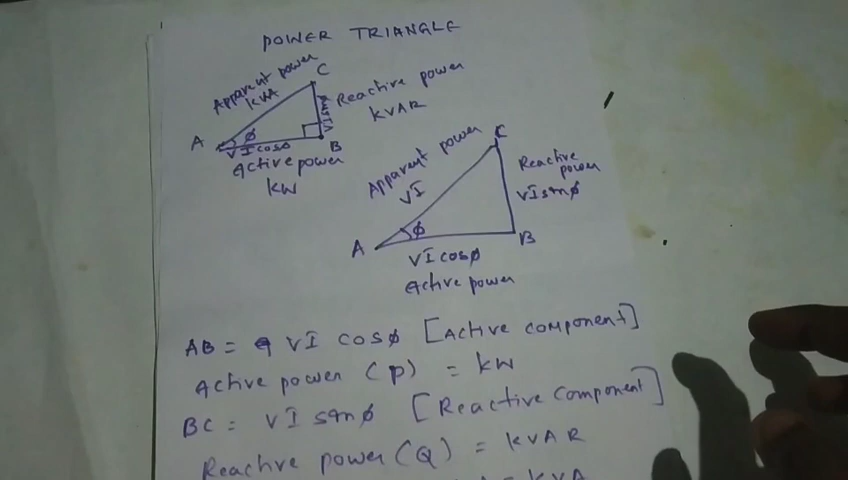 POWER TRIANGLE
Apparent power
kVA
C
Reactive power
kVAR
A
φ
VI cosφ
B
Active power
kW
Apparent power
VI
C
Reactive
power
VI sinφ
A
φ
B
VI cosφ
Active power
AB = VI cosφ [Active component]
Active power (P) = kW
BC = VI sinφ [Reactive component]
Reactive power (Q) = kVAR
= kVA